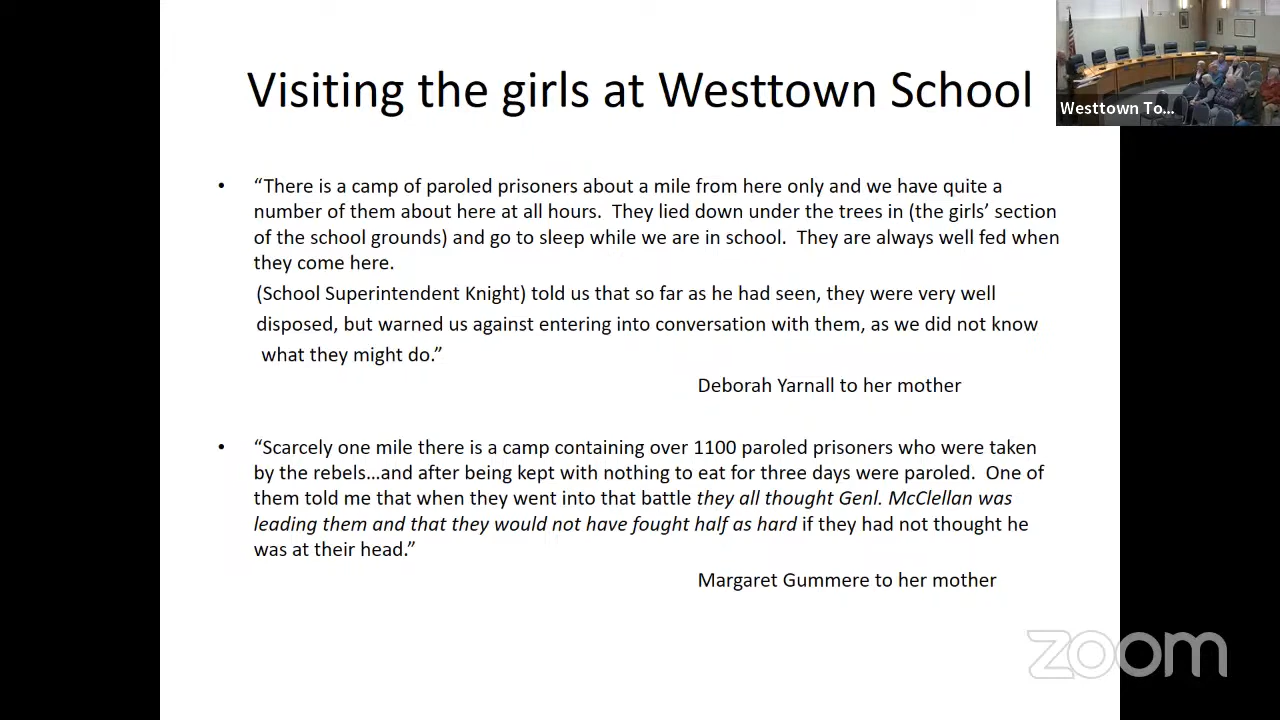 Visiting the girls at Westtown School
Westtown To...
• “There is a camp of paroled prisoners about a mile from here only and we have quite a
number of them about here at all hours.  They lied down under the trees in (the girls’ section
of the school grounds) and go to sleep while we are in school.  They are always well fed when
they come here.
(School Superintendent Knight) told us that so far as he had seen, they were very well
disposed, but warned us against entering into conversation with them, as we did not know
what they might do.”
Deborah Yarnall to her mother
• “Scarcely one mile there is a camp containing over 1100 paroled prisoners who were taken
by the rebels…and after being kept with nothing to eat for three days were paroled.  One of
them told me that when they went into that battle they all thought Genl. McClellan was
leading them and that they would not have fought half as hard if they had not thought he
was at their head.”
Margaret Gummere to her mother
zoom